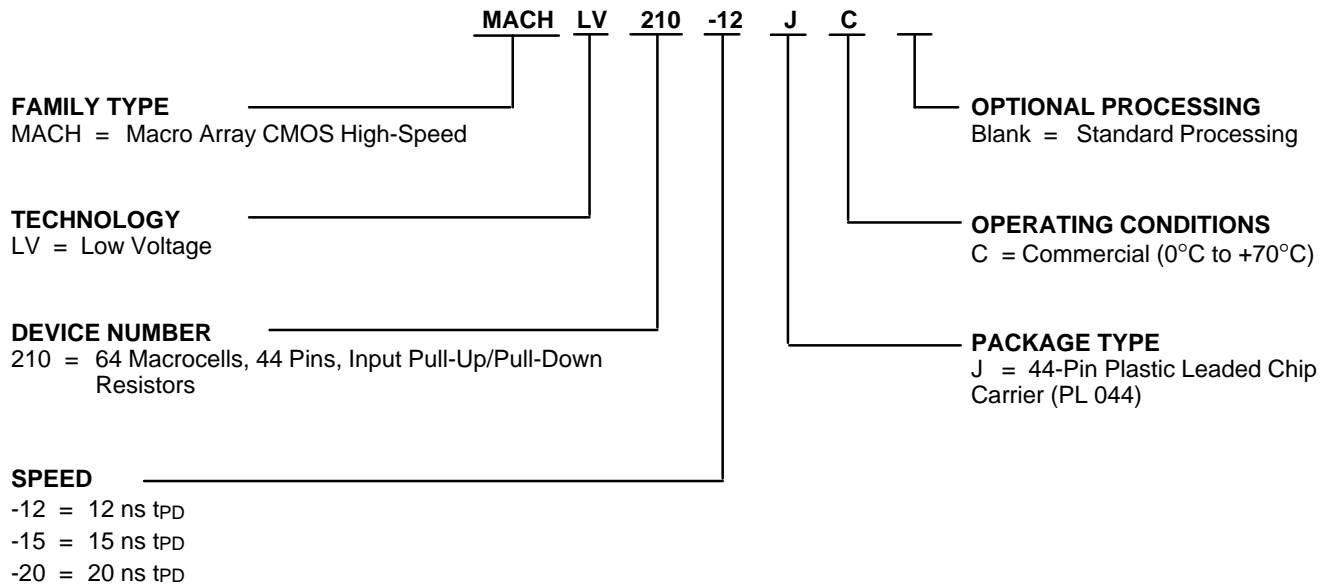 MACH LV 210 -12 J C
FAMILY TYPE
MACH = Macro Array CMOS High-Speed
TECHNOLOGY
LV = Low Voltage
DEVICE NUMBER
210 = 64 Macrocells, 44 Pins, Input Pull-Up/Pull-Down
Resistors
SPEED
-12 = 12 ns tPD
-15 = 15 ns tPD
-20 = 20 ns tPD
OPTIONAL PROCESSING
Blank = Standard Processing
OPERATING CONDITIONS
C = Commercial (0°C to +70°C)
PACKAGE TYPE
J = 44-Pin Plastic Leaded Chip
Carrier (PL 044)